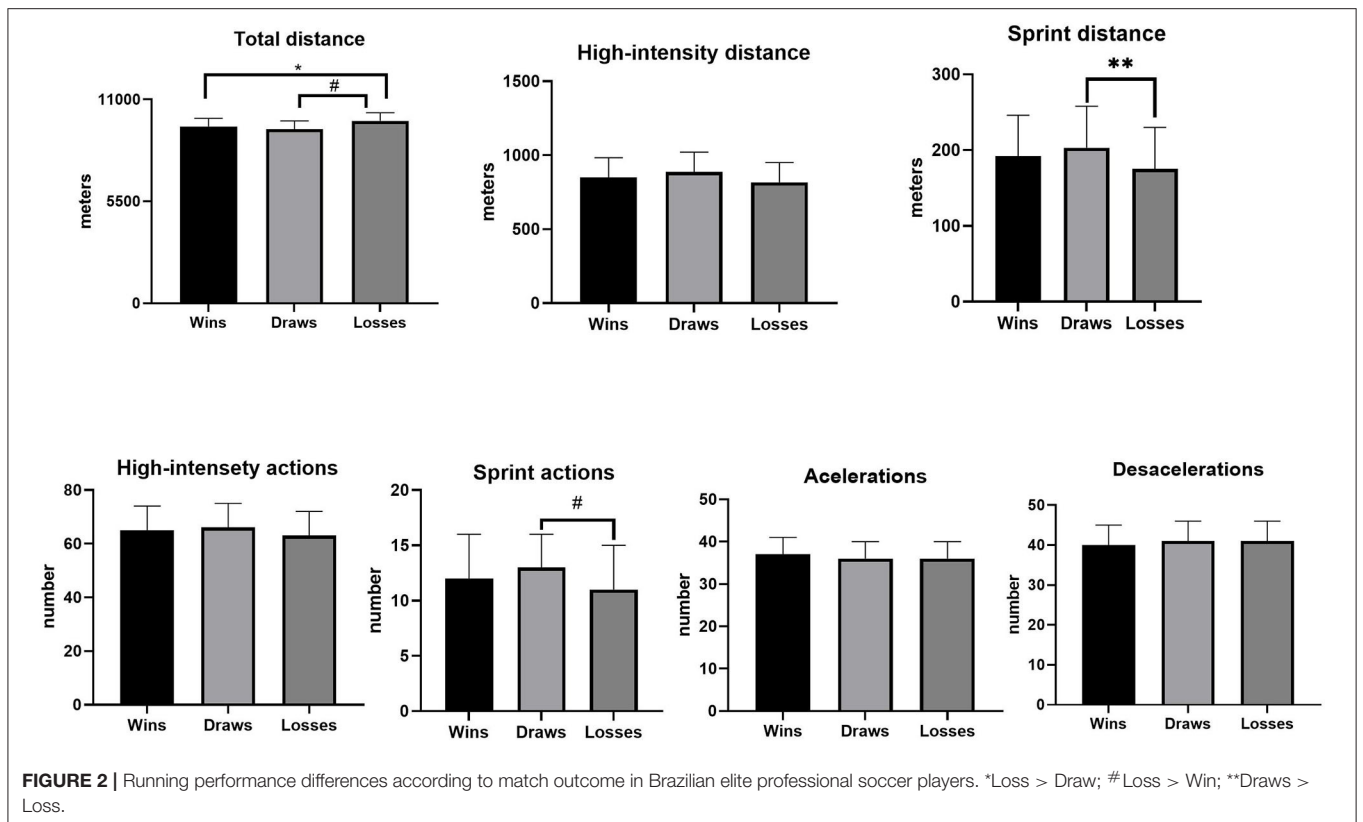 Total distance
*
#
11000
5500
0
meters
Wins Draws Losses
High-intensity distance
1500
1000
500
0
meters
Wins Draws Losses
Sprint distance
**
300
200
100
0
meters
Wins Draws Losses
High-intensety actions
80
60
40
20
0
number
Wins Draws Losses
Sprint actions
#
20
15
10
5
0
number
Wins Draws Losses
Acelerations
50
40
30
20
10
0
number
Wins Draws Losses
Desacelerations
50
40
30
20
10
0
number
Wins Draws Losses
FIGURE 2 | Running performance differences according to match outcome in Brazilian elite professional soccer players. *Loss > Draw; #Loss > Win; **Draws >
Loss.